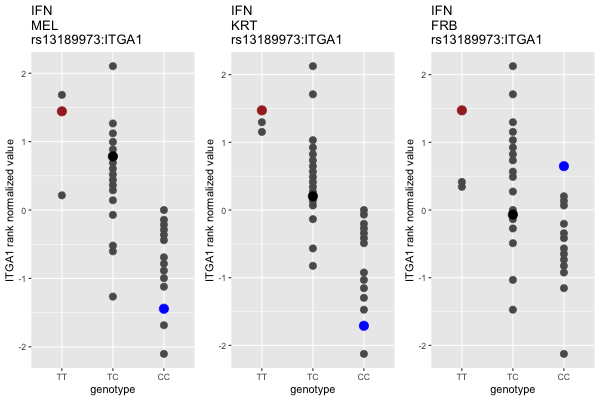 IFN
MEL
rs13189973:ITGA1
ITGA1 rank normalized value
2
1
0
-1
-2
TT
TC
CC
genotype
IFN
KRT
rs13189973:ITGA1
ITGA1 rank normalized value
2
1
0
-1
-2
TT
TC
CC
genotype
IFN
FRB
rs13189973:ITGA1
ITGA1 rank normalized value
2
1
0
-1
-2
TT
TC
CC
genotype